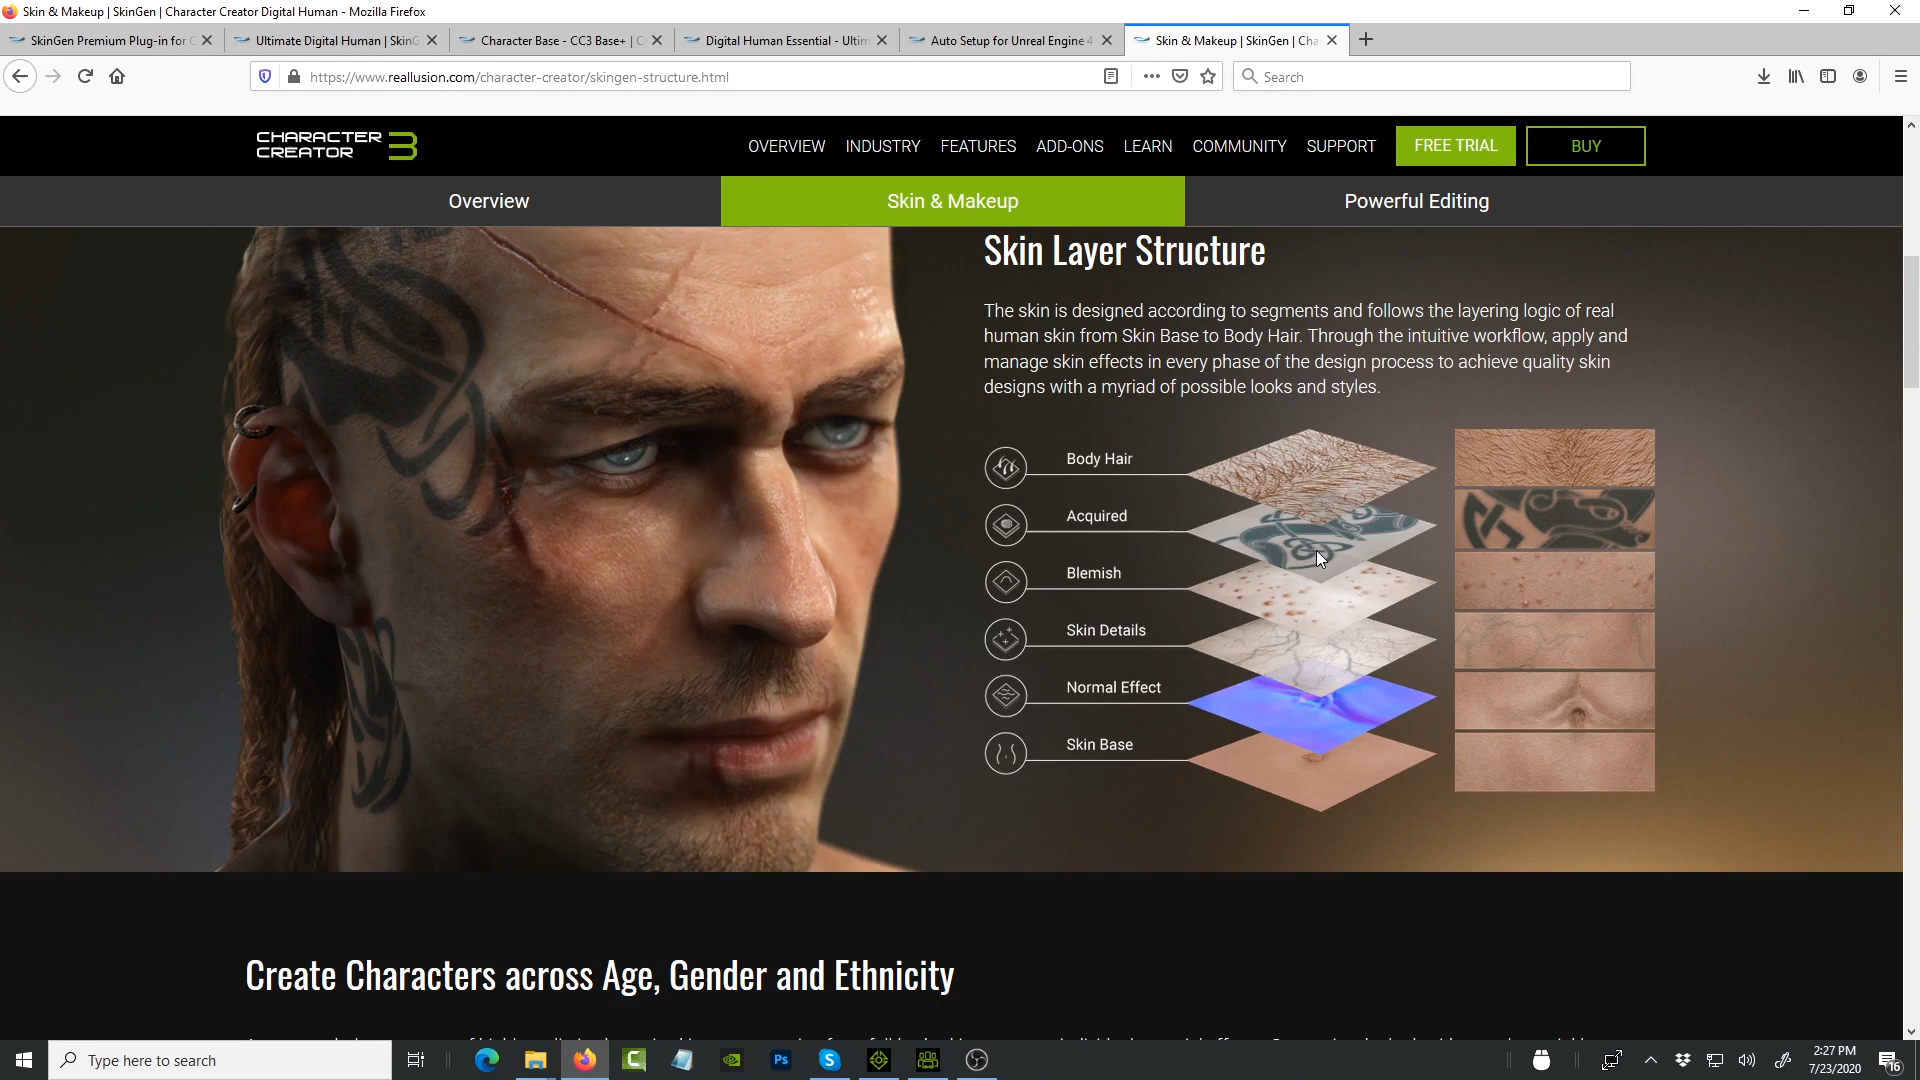 Skin & Makeup | SkinGen | Character Creator Digital Human - Mozilla Firefox
SkinGen Premium Plug-in for C
Ultimate Digital Human | SkinG
Character Base - CC3 Base+ | C
Digital Human Essential - Ultim
Auto Setup for Unreal Engine 4
Skin & Makeup | SkinGen | Cha
https://www.reallusion.com/character-creator/skingen-structure.html
Search
CHARACTER
CREATOR 3
OVERVIEW
INDUSTRY
FEATURES
ADD-ONS
LEARN
COMMUNITY
SUPPORT
FREE TRIAL
BUY
Overview
Skin & Makeup
Powerful Editing
Skin Layer Structure
The skin is designed according to segments and follows the layering logic of real
human skin from Skin Base to Body Hair. Through the intuitive workflow, apply and
manage skin effects in every phase of the design process to achieve quality skin
designs with a myriad of possible looks and styles.
Body Hair
Acquired
Blemish
Skin Details
Normal Effect
Skin Base
Create Characters across Age, Gender and Ethnicity
Type here to search
Ps
2:27 PM
7/23/2020
16